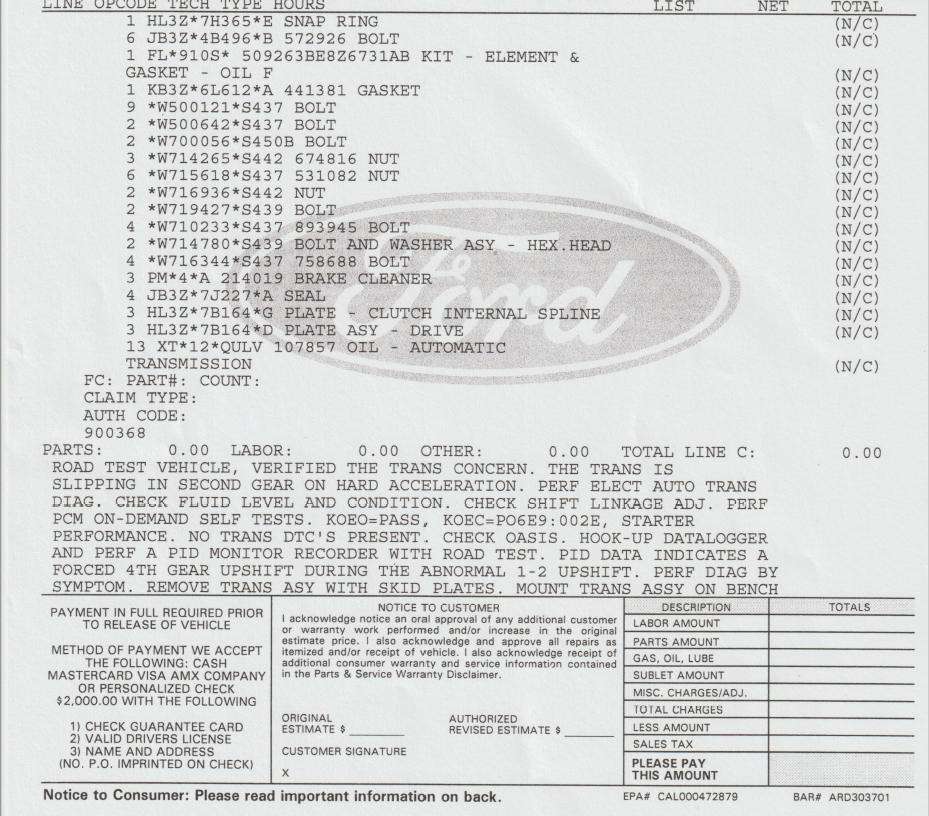 LINE OPCODE TECH TYPE HOURS LIST NET TOTAL
1 HL3Z*7H365*E SNAP RING (N/C)
6 JB3Z*4B496*B 572926 BOLT (N/C)
1 FL*910S* 509263BE8Z6731AB KIT - ELEMENT &
GASKET - OIL F (N/C)
1 KB3Z*6L612*A 441381 GASKET (N/C)
9 *W500121*S437 BOLT (N/C)
2 *W500642*S437 BOLT (N/C)
2 *W700056*S450B BOLT (N/C)
3 *W714265*S442 674816 NUT (N/C)
6 *W715618*S437 531082 NUT (N/C)
2 *W716936*S442 NUT (N/C)
2 *W719427*S439 BOLT (N/C)
4 *W710233*S437 893945 BOLT (N/C)
2 *W714780*S439 BOLT AND WASHER ASY - HEX.HEAD (N/C)
4 *W716344*S437 758688 BOLT (N/C)
3 PM*4*A 214019 BRAKE CLEANER (N/C)
4 JB3Z*7J227*A SEAL (N/C)
3 HL3Z*7B164*G PLATE - CLUTCH INTERNAL SPLINE (N/C)
3 HL3Z*7B164*D PLATE ASY - DRIVE (N/C)
13 XT*12*QULV 107857 OIL - AUTOMATIC
TRANSMISSION (N/C)
Ford
FC: PART#: COUNT:
CLAIM TYPE:
AUTH CODE:
900368
PARTS: 0.00 LABOR: 0.00 OTHER: 0.00 TOTAL LINE C: 0.00
ROAD TEST VEHICLE, VERIFIED THE TRANS CONCERN. THE TRANS IS
SLIPPING IN SECOND GEAR ON HARD ACCELERATION. PERF ELECT AUTO TRANS
DIAG. CHECK FLUID LEVEL AND CONDITION. CHECK SHIFT LINKAGE ADJ. PERF
PCM ON-DEMAND SELF TESTS. KOEO=PASS, KOEC=PO6E9:002E, STARTER
PERFORMANCE. NO TRANS DTC'S PRESENT. CHECK OASIS. HOOK-UP DATALOGGER
AND PERF A PID MONITOR RECORDER WITH ROAD TEST. PID DATA INDICATES A
FORCED 4TH GEAR UPSHIFT DURING THE ABNORMAL 1-2 UPSHIFT. PERF DIAG BY
SYMPTOM. REMOVE TRANS ASY WITH SKID PLATES. MOUNT TRANS ASSY ON BENCH
PAYMENT IN FULL REQUIRED PRIOR
TO RELEASE OF VEHICLE
METHOD OF PAYMENT WE ACCEPT
THE FOLLOWING: CASH
MASTERCARD VISA AMX COMPANY
OR PERSONALIZED CHECK
$2,000.00 WITH THE FOLLOWING
1) CHECK GUARANTEE CARD
2) VALID DRIVERS LICENSE
3) NAME AND ADDRESS
(NO. P.O. IMPRINTED ON CHECK)
NOTICE TO CUSTOMER
I acknowledge notice an oral approval of any additional customer
or warranty work performed and/or increase in the original
estimate price. I also acknowledge and approve all repairs as
itemized and/or receipt of vehicle. I also acknowledge receipt of
additional consumer warranty and service information contained
in the Parts & Service Warranty Disclaimer.
ORIGINAL
ESTIMATE $
AUTHORIZED
REVISED ESTIMATE $
CUSTOMER SIGNATURE
X
DESCRIPTION TOTALS
LABOR AMOUNT
PARTS AMOUNT
GAS, OIL, LUBE
SUBLET AMOUNT
MISC. CHARGES/ADJ.
TOTAL CHARGES
LESS AMOUNT
SALES TAX
PLEASE PAY
THIS AMOUNT
Notice to Consumer: Please read important information on back.
EPA# CAL000472879 BAR# ARD303701